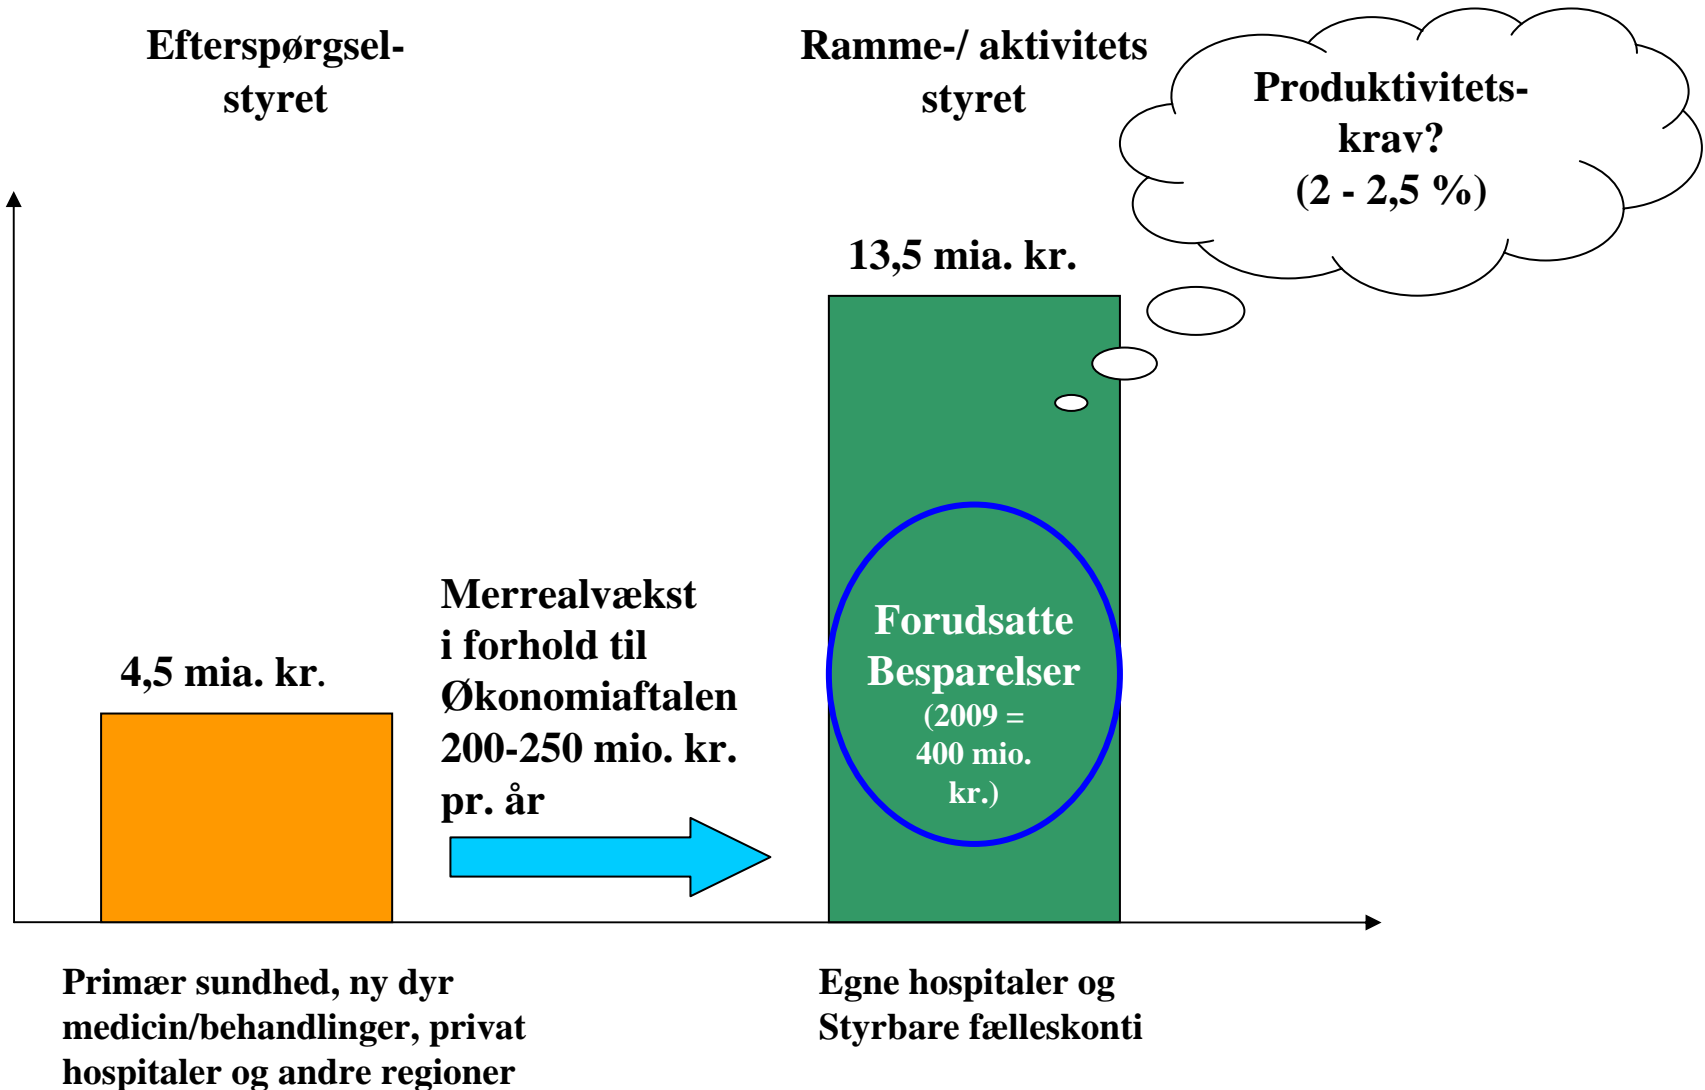 Efterspørgsel-
styret
Ramme-/ aktivitets
styret
Produktivitets-
krav?
(2 - 2,5 %)
13,5 mia. kr.
Merrealvækst
i forhold til
Økonomiaftalen
200-250 mio. kr.
pr. år
4,5 mia. kr.
Forudsatte
Besparelser
(2009 =
400 mio.
kr.)
Primær sundhed, ny dyr
medicin/behandlinger, privat
hospitaler og andre regioner
Egne hospitaler og
Styrbare fælleskonti